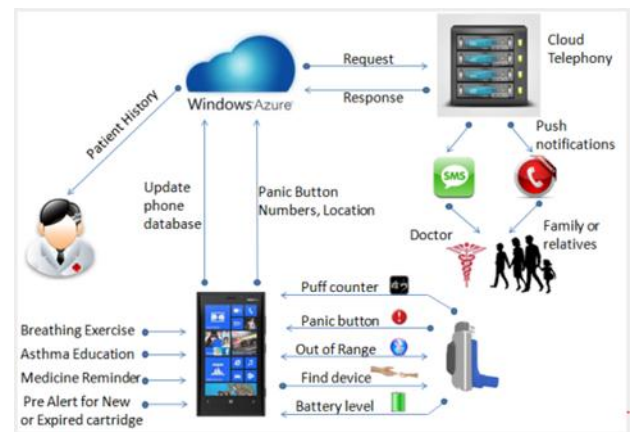 Request
Cloud
Telephony
Windows Azure
Response
Patient History
Push
notifications
SMS
Update
phone
database
Panic Button
Numbers, Location
Doctor
Family or
relatives
Puff counter
Breathing Exercise
Panic button
Asthma Education
Out of Range
Medicine Reminder
Find device
Pre Alert for New
or Expired cartridge
Battery level